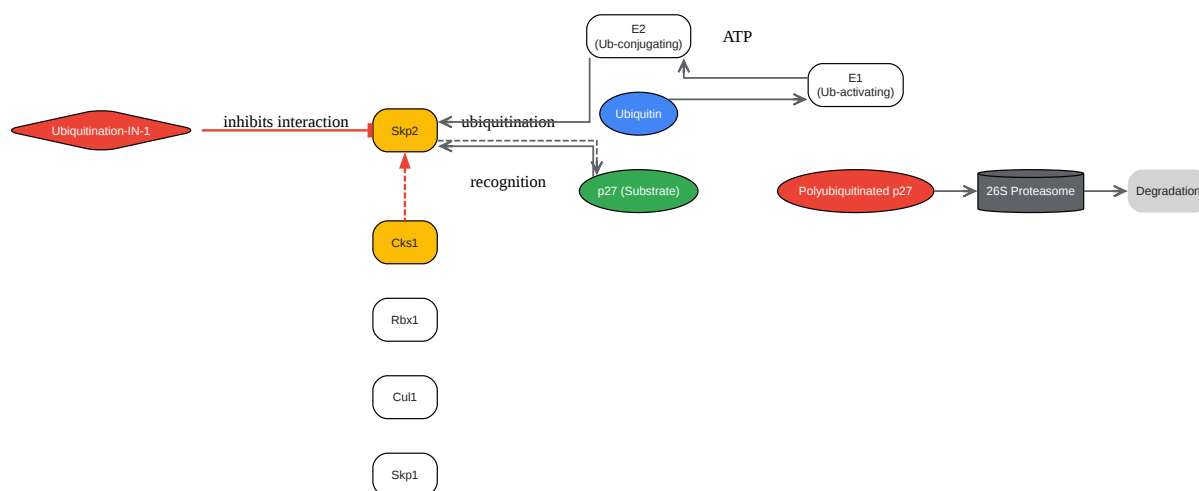 E2
(Ub-conjugating)
ATP
E1
(Ub-activating)
Ubiquitin
Ubiquitination-IN-1
inhibits interaction
Skp2
ubiquitination
recognition
p27 (Substrate)
Polyubiquitinated p27
26S Proteasome
Degradation
Cks1
Rbx1
Cul1
Skp1